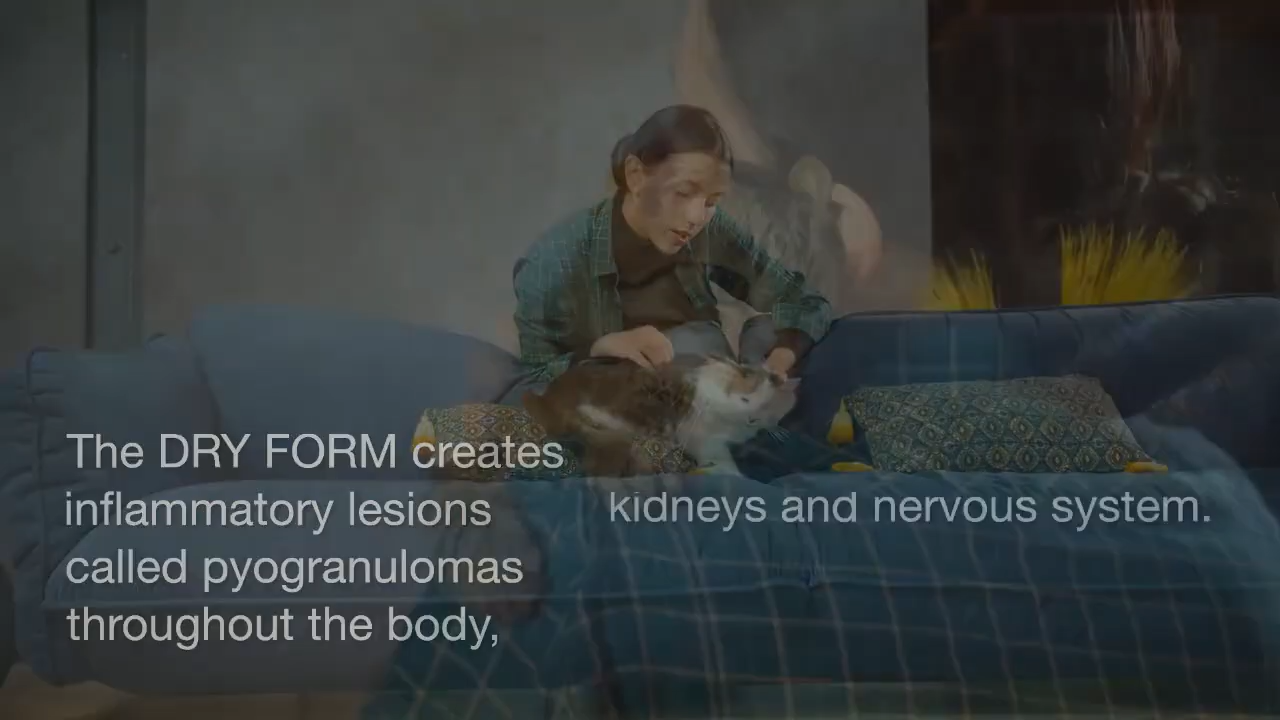 The DRY FORM creates
inflammatory lesions
called pyogranulomas
throughout the body,
kidneys and nervous system.